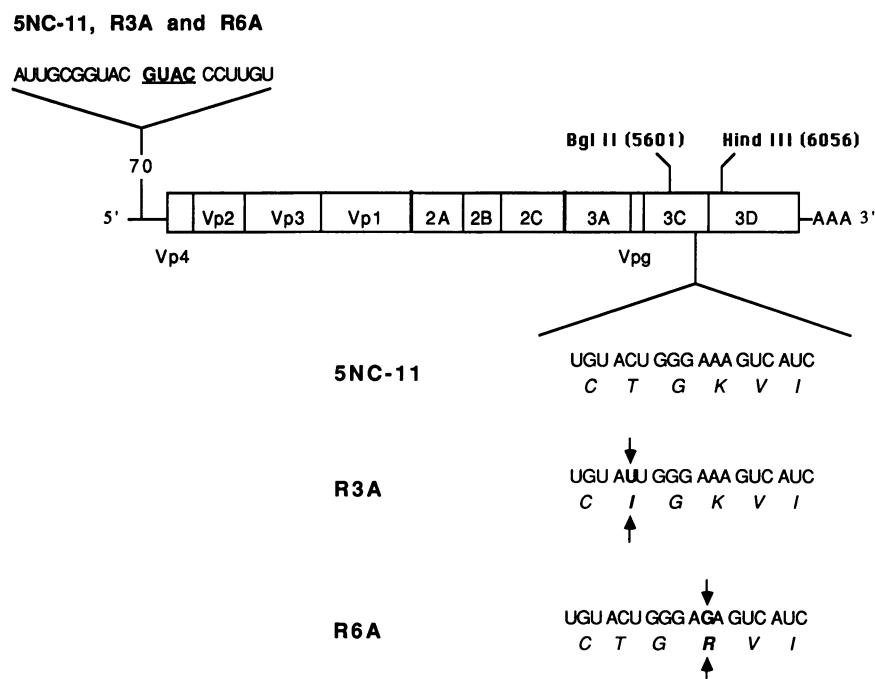 5NC-11, R3A and R6A
AUUGCGGUAC GUAC CCUUGU
70
Bgl II (5601) Hind III (6056)
5' Vp2 Vp3 Vp1 2A 2B 2C 3A 3C 3D AAA 3'
Vp4 Vpg
5NC-11 UGU ACU GGG AAA GUC AUC
C T G K V I
R3A UGU AUU GGG AAA GUC AUC
C I G K V I
R6A UGU ACU GGG AGA GUC AUC
C T G R V I